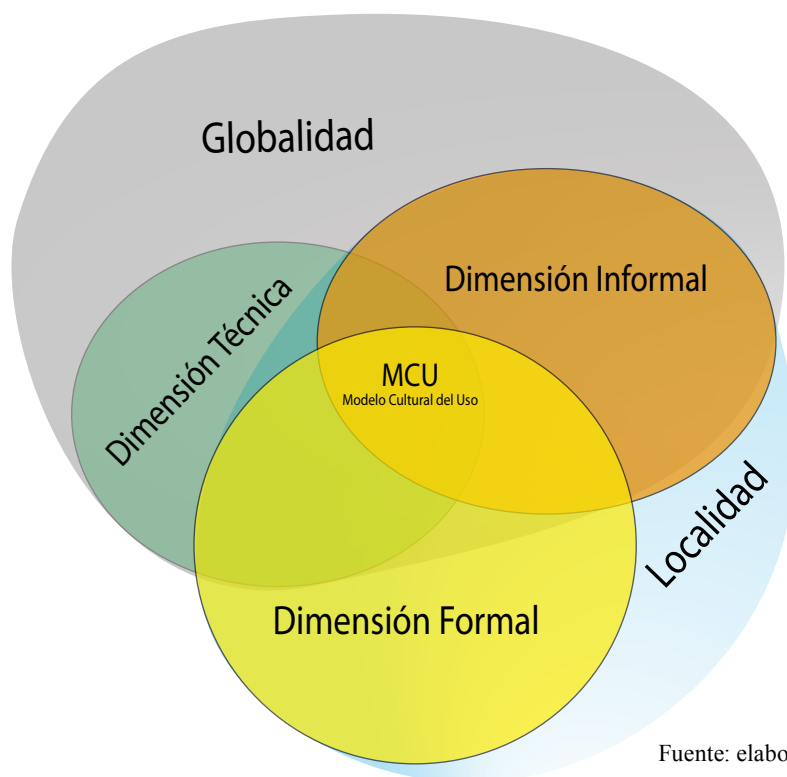 Globalidad
Dimensión Informal
Dimensión Técnica
MCU
Modelo Cultural del Uso
Localidad
Dimensión Formal
Fuente: elabo